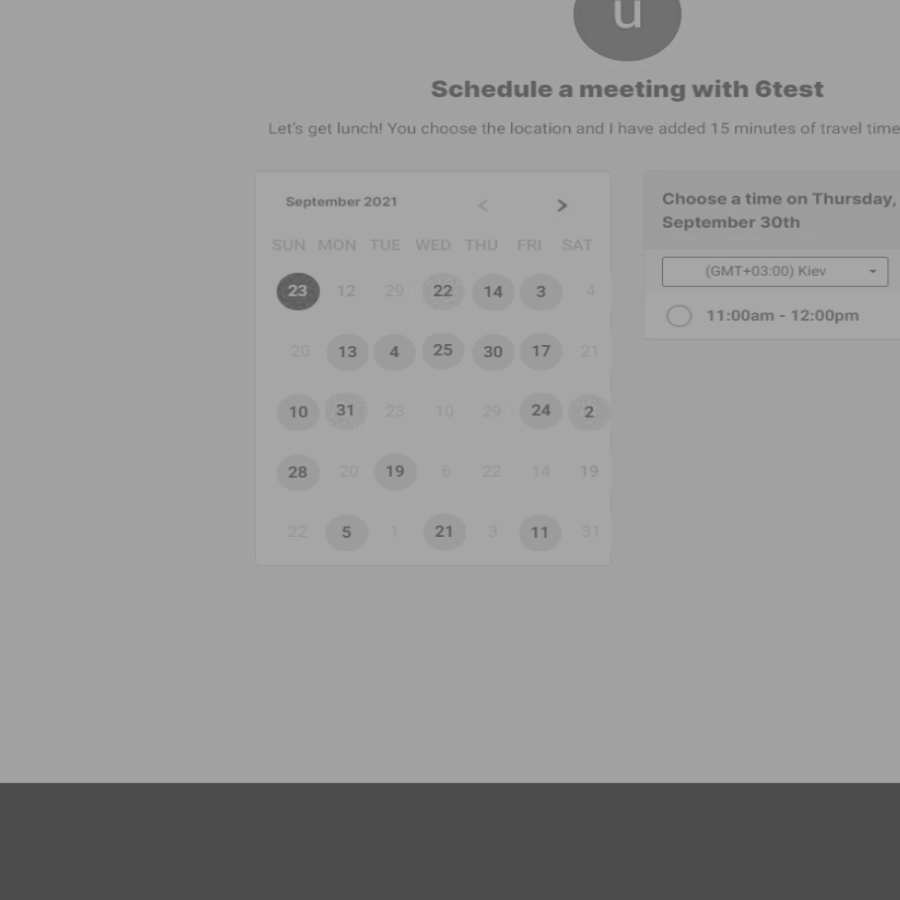 u
Schedule a meeting with 6test
Let's get lunch! You choose the location and I have added 15 minutes of travel time
September 2021 < >
SUN MON TUE WED THU FRI SAT
23 12 29 22 14 3 4
20 13 4 25 30 17 21
10 31 23 10 29 24 2
28 20 19 6 22 14 19
22 5 1 21 3 11 31
Choose a time on Thursday,
September 30th
(GMT+03:00) Kiev
11:00am - 12:00pm